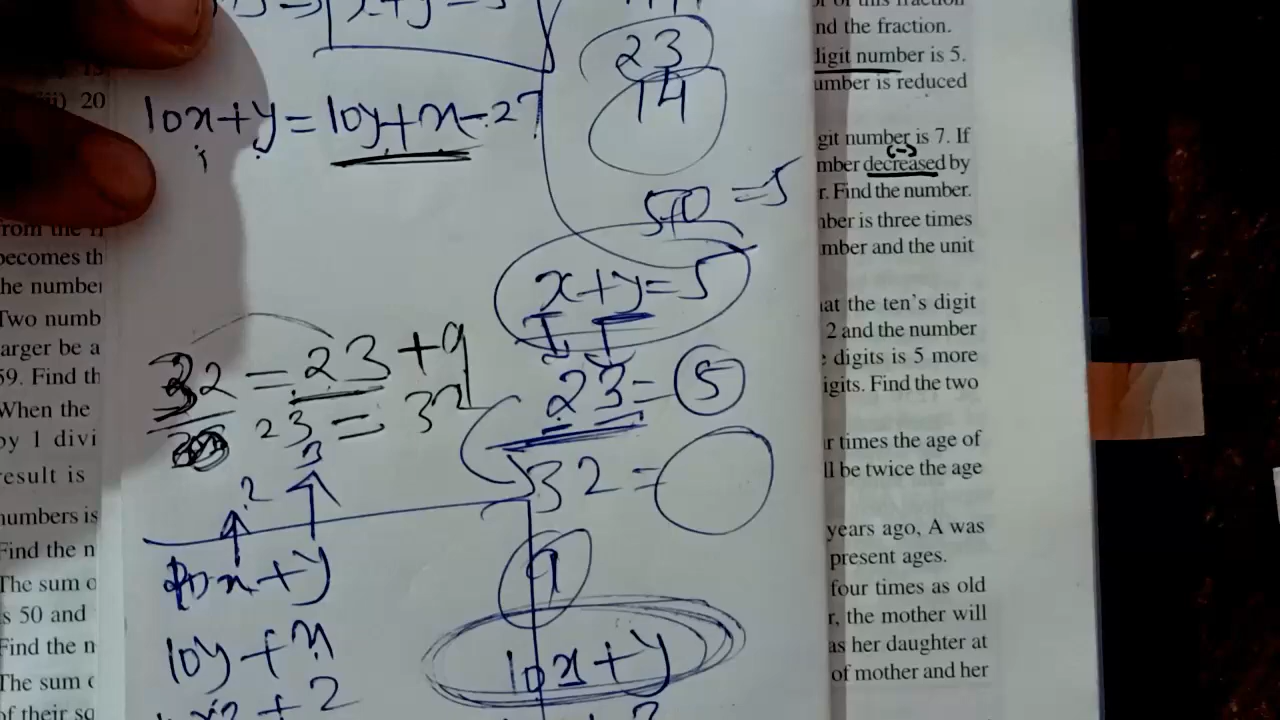 x+y=5
10x+y=10y+x-27
23
14
5+0=5
x+y=5
32=23+9
23=32
23=5
32=
2 3
x+y
9
10y+x
10x+y
nd the fraction.
digit number is 5.
umber is reduced
git number is 7. If
(-)
mber decreased by
r. Find the number.
nber is three times
mber and the unit
at the ten's digit
2 and the number
digits is 5 more
igits. Find the two
r times the age of
ll be twice the age
years ago, A was
present ages.
four times as old
r, the mother will
as her daughter at
of mother and her
20
becomes th
he number
Two numb
arger be a
59. Find th
When the
by 1 divi
result is
numbers is
Find the n
The sum o
s 50 and
Find the n
The sum
of their sq